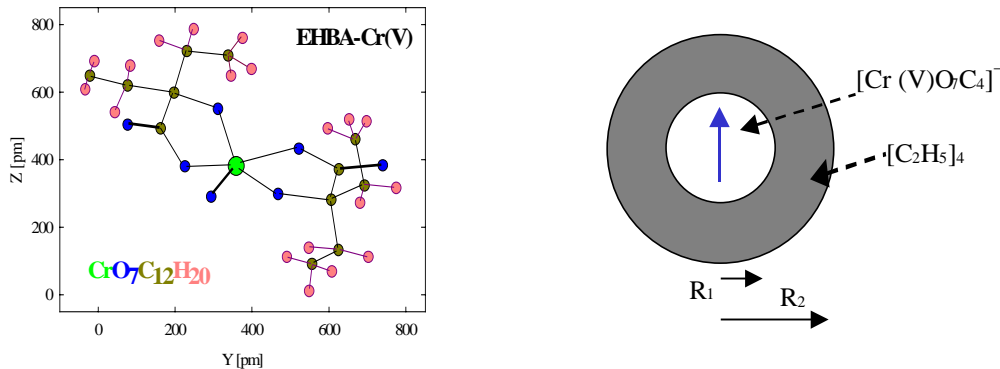 EHBA-Cr(V)
800
600
400
200
0
Z [pm]
CrO7C12H20
0
200
400
600
800
Y [pm]
[Cr (V)O7C4]−
[C2H5]4
R1
R2